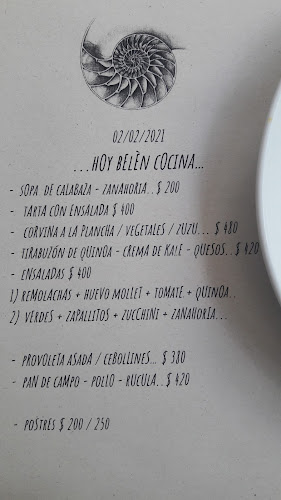 02/02/2021
...HOY BELÈN COCINA...
- SOPA DE CALABAZA - ZANAHORIA.. $ 200
- TARTA CON ENSALADA $ 400
- CORVINA A LA PLANCHA / VEGETALES / ZUZU... $ 480
- TIRABUZÓN DE QUINOA - CREMA DE KALE - QUESOS.. $ 420
- ENSALADAS $ 400
1) REMOLACHAS + HUEVO MOLLET + TOMATE + QUINOA..
2) VERDES + ZAPALLITOS + ZUCCHINI + ZANAHORIA...
- PROVOLETA ASADA / CEBOLLINES... $ 380
- PAN DE CAMPO - POLLO - RUCULA..$ 420
- POSTRES $ 200 / 250